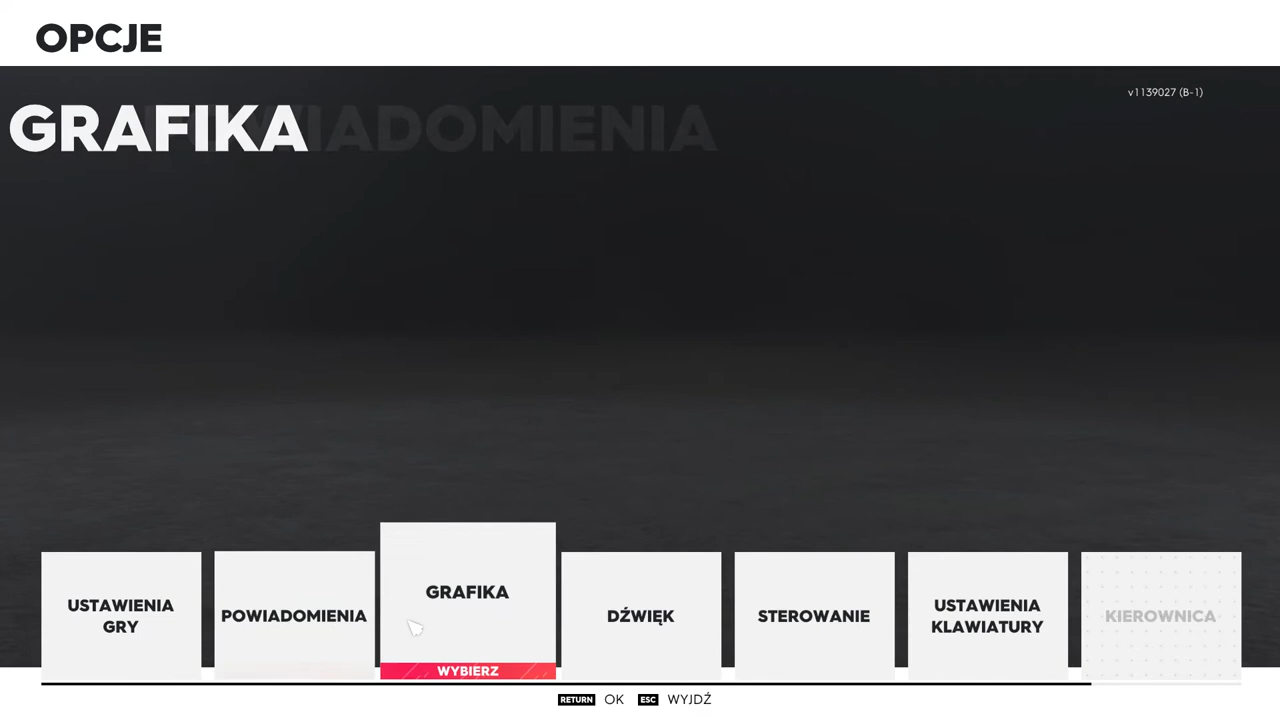 OPCJE
v1139027 (B-1)
GRAFIKA
USTAWIENIA
GRY
POWIADOMIENIA
GRAFIKA
WYBIERZ
DŹWIĘK
STEROWANIE
USTAWIENIA
KLAWIATURY
KIEROWNICA
RETURN OK ESC WYJDŹ